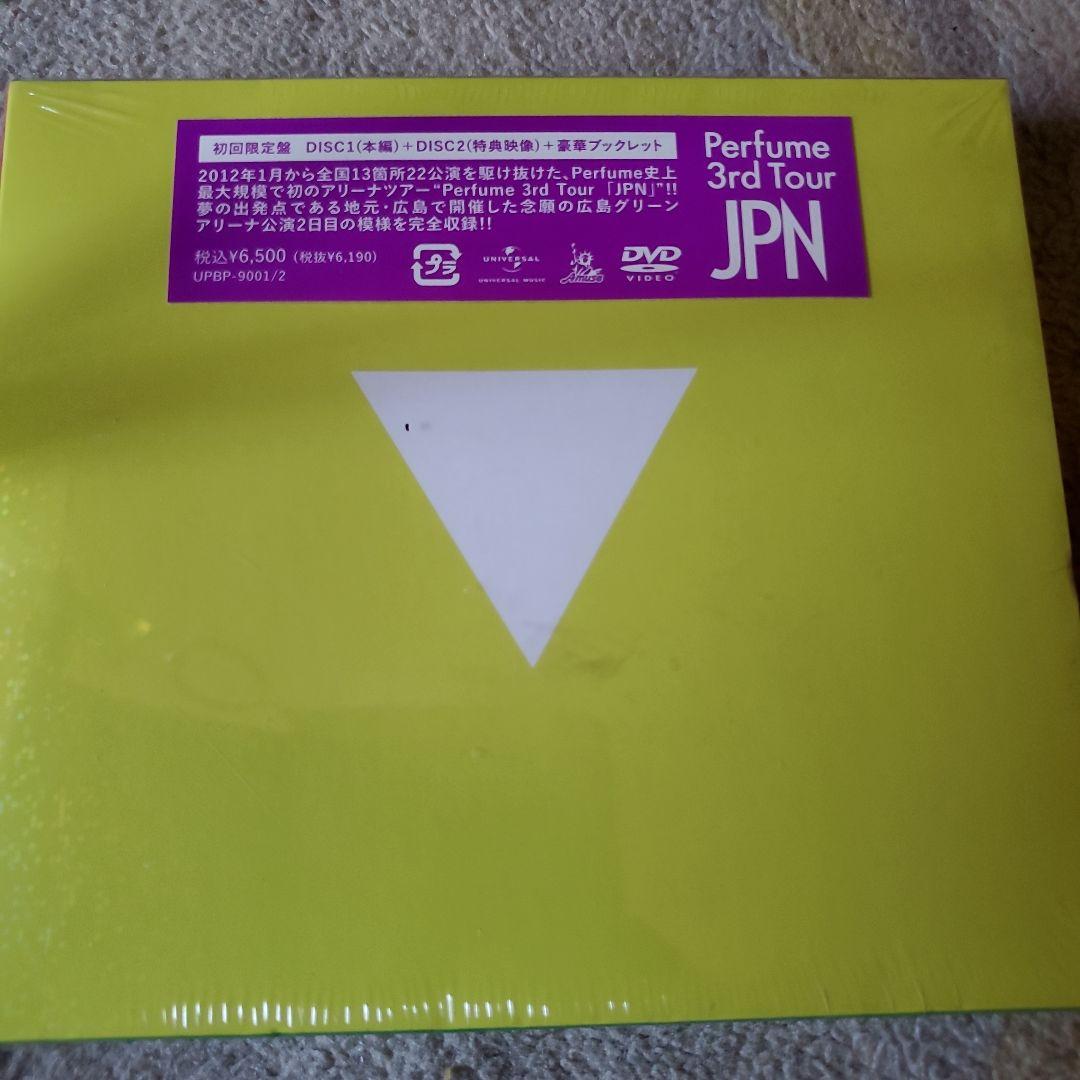 初回限定盤 DISC1(本編)+DISC2(特典映像)+豪華ブックレット
2012年1月から全国13箇所22公演を駆け抜けた、Perfume史上
最大規模で初のアリーナツアー“Perfume 3rd Tour 「JPN」”!!
夢の出発点である地元・広島で開催した念願の広島グリーン
アリーナ公演2日目の模様を完全収録!!
税込¥6,500 (税抜¥6,190)
UPBP-9001/2
プラ
UNIVERSAL
UNIVERSAL MUSIC
Amuse
DVD
VIDEO
Perfume
3rd Tour
JPN